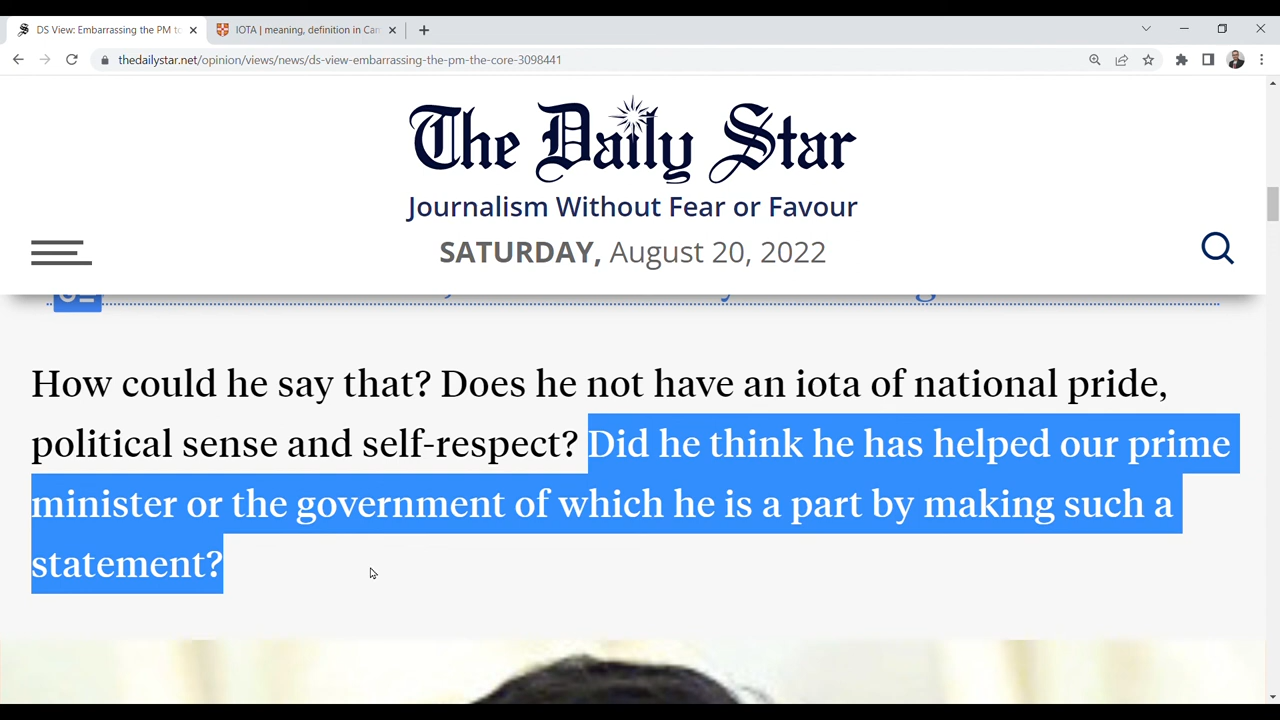 DS View: Embarrassing the PM to
IOTA | meaning, definition in Cam
thedailystar.net/opinion/views/news/ds-view-embarrassing-the-pm-the-core-3098441
The Daily Star
Journalism Without Fear or Favour
SATURDAY, August 20, 2022
How could he say that? Does he not have an iota of national pride,
political sense and self-respect? Did he think he has helped our prime
minister or the government of which he is a part by making such a
statement?